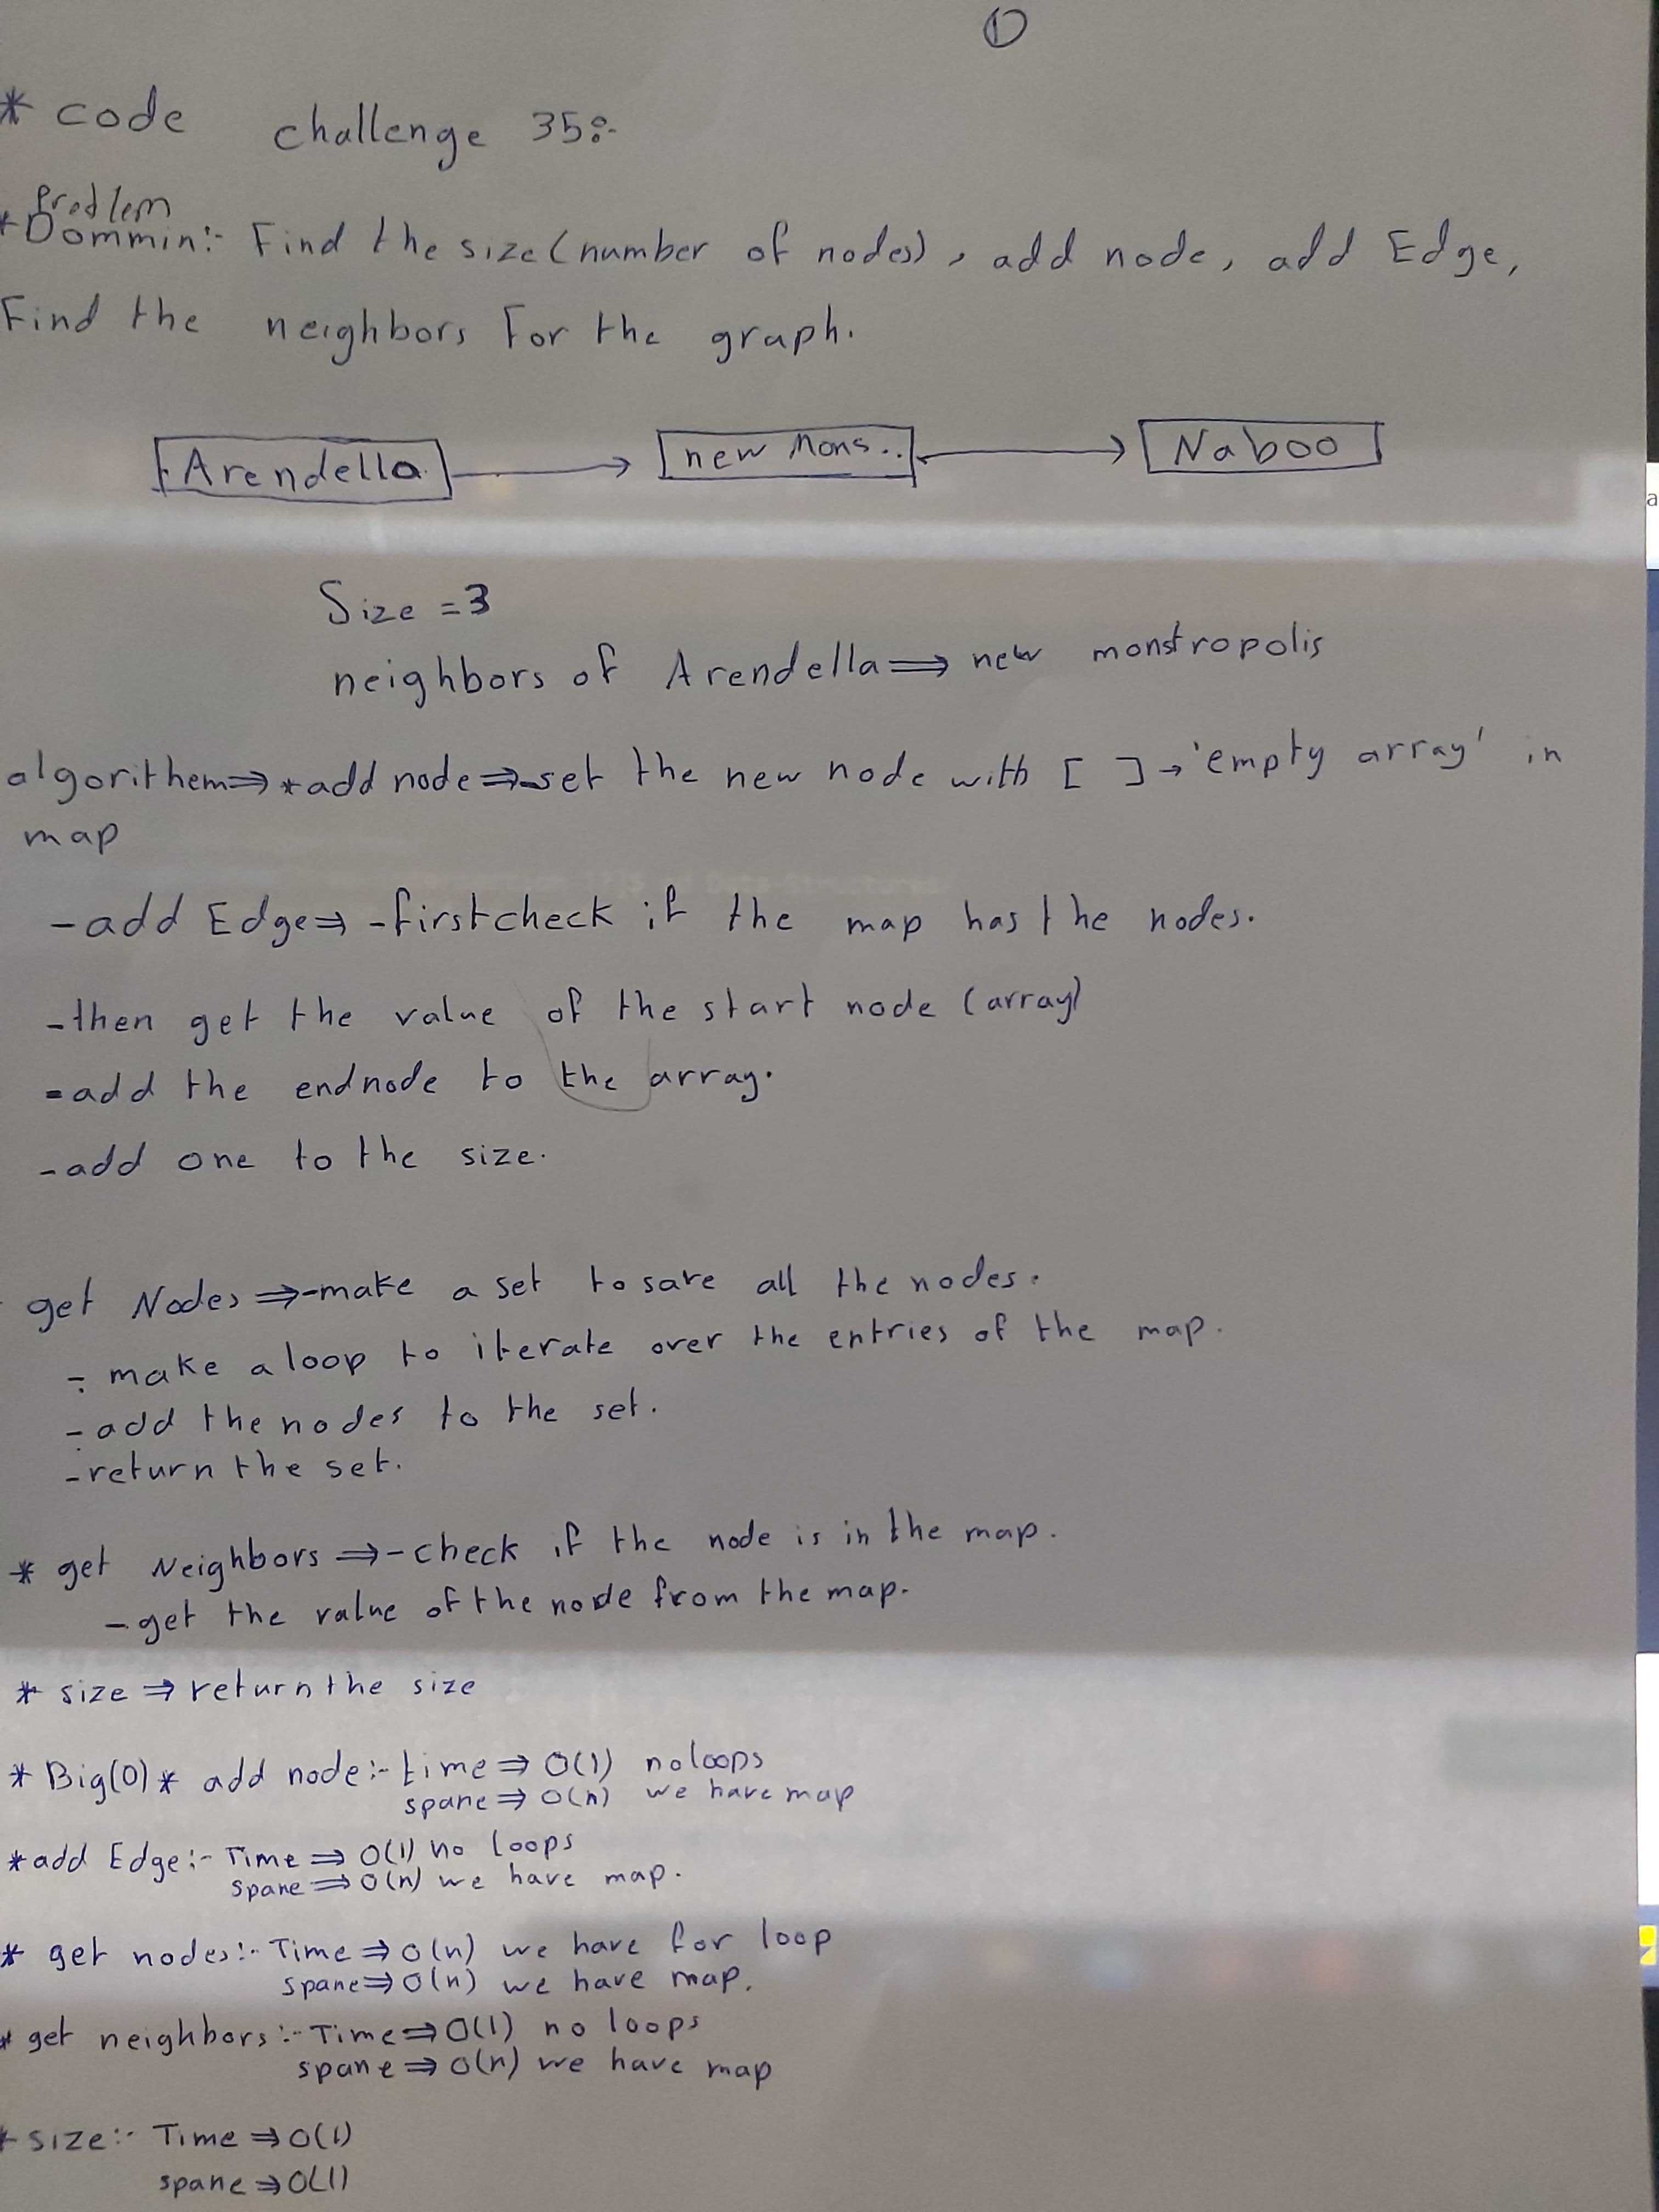 ①
* code challenge 35:-
Problem
* Dommin:- Find the size (number of nodes), add node, add Edge,
Find the neighbors for the graph.
Arendella → new Mons.. ↔ Naboo
Size = 3
neighbors of Arendella ⇒ new monstropolis
algorithem ⇒ * add node ⇒ - set the new node with [ ] → 'empty array' in
map
- add Edge ⇒ - first check if the map has the nodes.
- then get the value of the start node (array)
= add the endnode to the array.
- add one to the size.
- get Nodes ⇒ - make a set to save all the nodes.
- make a loop to iterate over the entries of the map.
- add the nodes to the set.
- return the set.
* get Neighbors ⇒ - check if the node is in the map.
- get the value of the node from the map.
* size ⇒ return the size
* Big(O) * add node:- time ⇒ O(1) no loops
spane ⇒ O(n) we have map
* add Edge:- Time ⇒ O(1) no loops
spane ⇒ O(n) we have map.
* get nodes:- Time ⇒ O(n) we have for loop
spane ⇒ O(n) we have map.
* get neighbors:- Time ⇒ O(1) no loops
spane ⇒ O(n) we have map
* size:- Time ⇒ O(1)
spane ⇒ O(1)